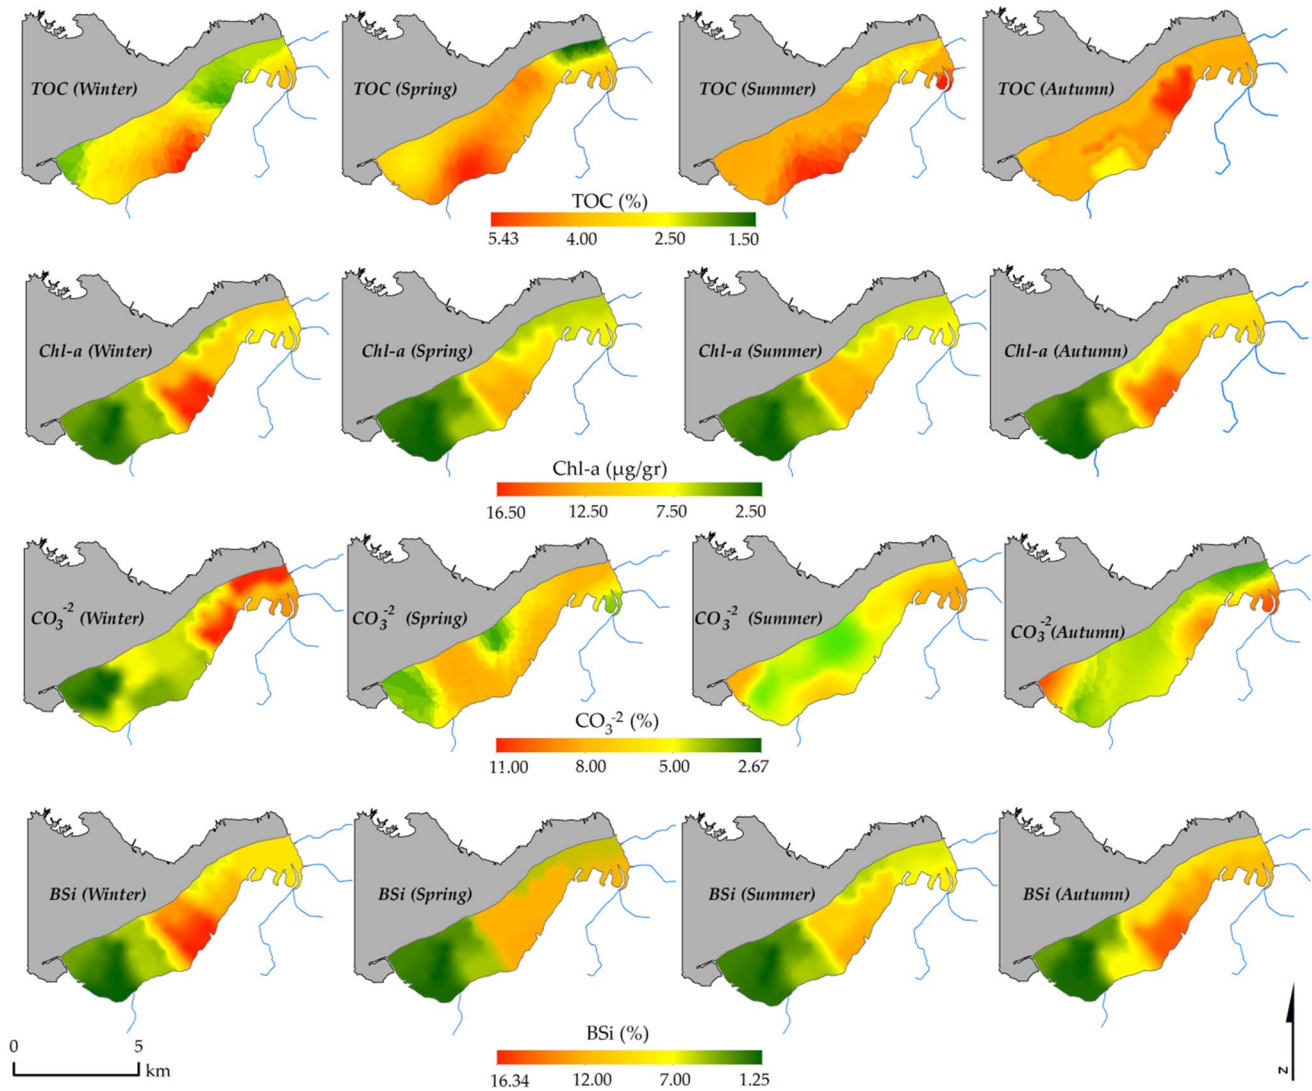 TOC (Winter)
TOC (Spring)
TOC (Summer)
TOC (Autumn)
TOC (%)
5.43 4.00 2.50 1.50
Chl-a (Winter)
Chl-a (Spring)
Chl-a (Summer)
Chl-a (Autumn)
Chl-a (µg/gr)
16.50 12.50 7.50 2.50
CO₃⁻² (Winter)
CO₃⁻² (Spring)
CO₃⁻² (Summer)
CO₃⁻² (Autumn)
CO₃⁻² (%)
11.00 8.00 5.00 2.67
BSi (Winter)
BSi (Spring)
BSi (Summer)
BSi (Autumn)
BSi (%)
16.34 12.00 7.00 1.25
0 5
km
N